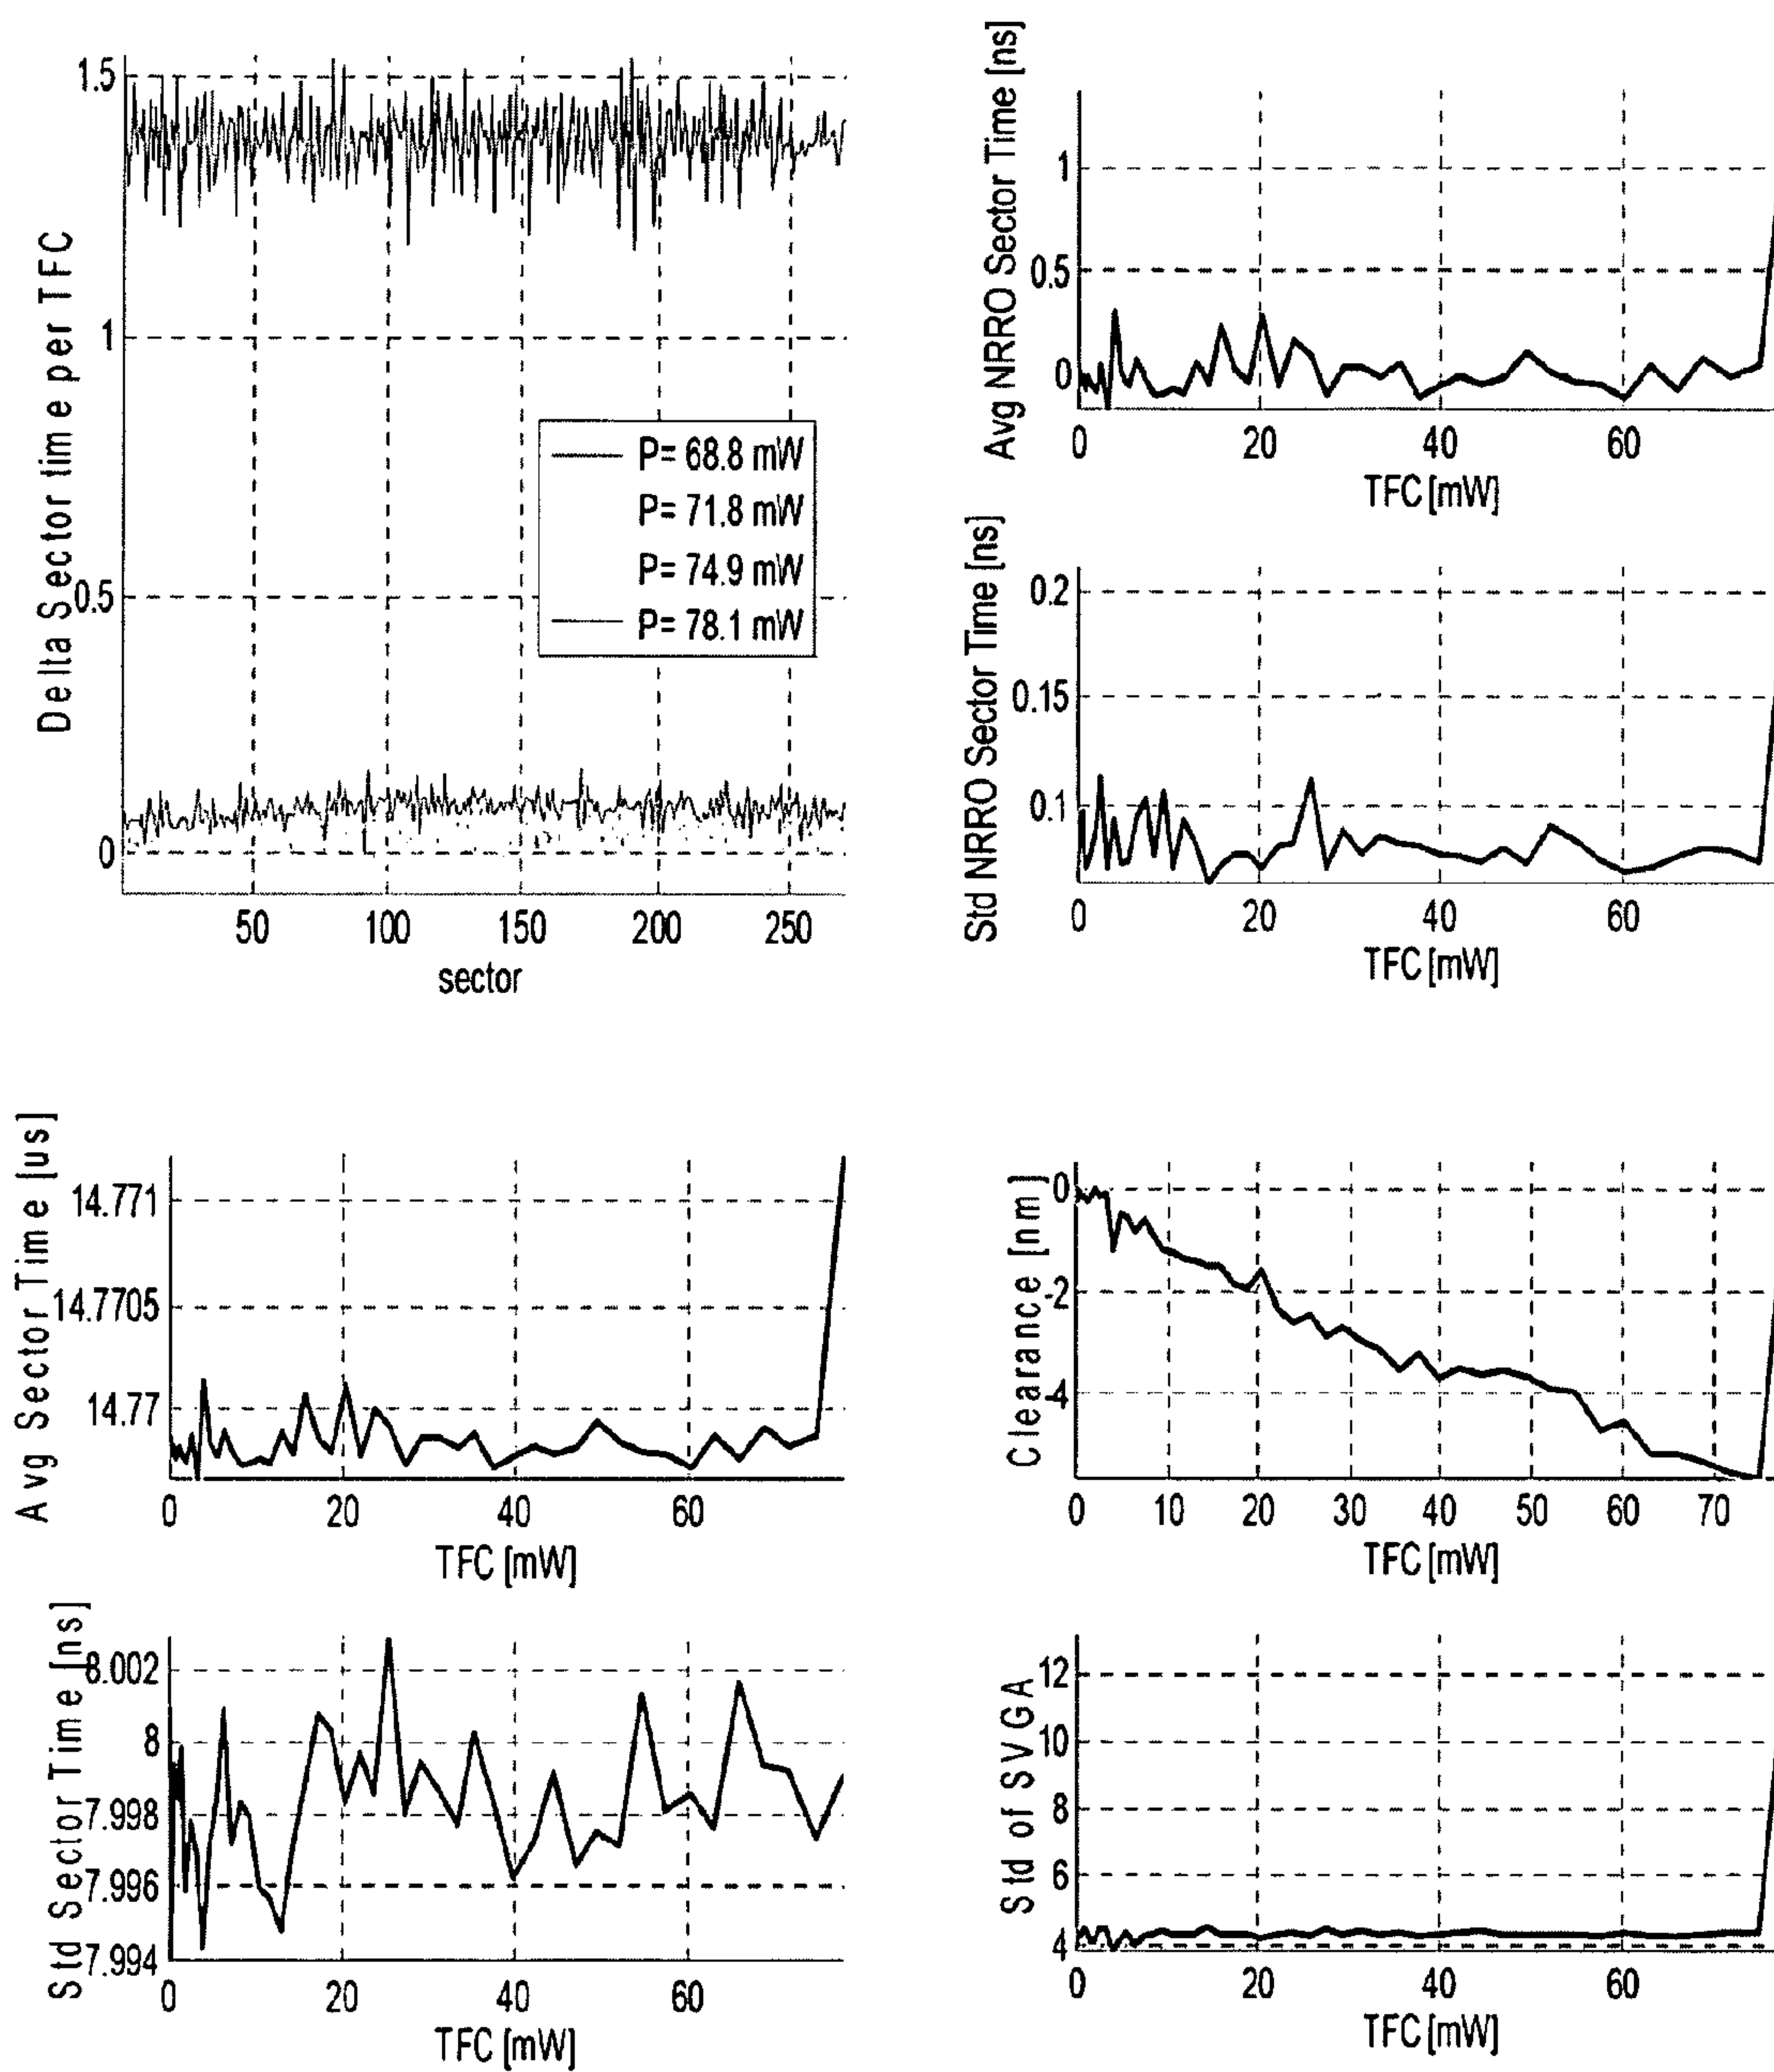 Delta Sector time per TFC
1.5
1
0.5
0
P= 68.8 mW
P= 71.8 mW
P= 74.9 mW
P= 78.1 mW
50 100 150 200 250
sector
Avg NRRO Sector Time [ns]
1
0.5
0
0 20 40 60
TFC [mW]
Std NRRO Sector Time [ns]
0.2
0.15
0.1
0 20 40 60
TFC [mW]
Avg Sector Time [us]
14.771
14.7705
14.77
0 20 40 60
TFC [mW]
Clearance [nm]
0
-2
-4
0 10 20 30 40 50 60 70
TFC [mW]
Std Sector Time [ns]
8.002
8
7.998
7.996
7.994
0 20 40 60
TFC [mW]
Std of SVGA
12
10
8
6
4
0 20 40 60
TFC [mW]